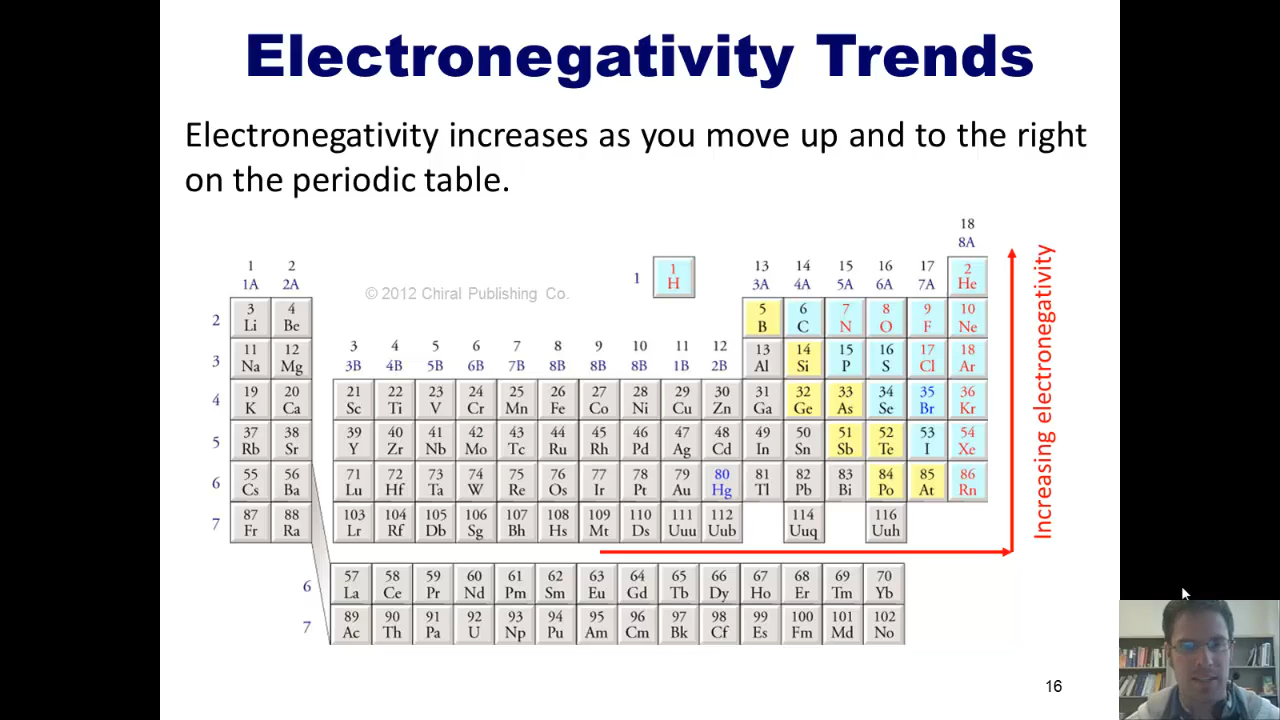 Electronegativity Trends
Electronegativity increases as you move up and to the right
on the periodic table.
18
8A
1 2 1 13 14 15 16 17
1A 2A 3A 4A 5A 6A 7A
1 2
H He
© 2012 Chiral Publishing Co.
2 3 4 5 6 7 8 9 10
Li Be B C N O F Ne
3 4 5 6 7 8 9 10 11 12
3B 4B 5B 6B 7B 8B 8B 8B 1B 2B
3 11 12 13 14 15 16 17 18
Na Mg Al Si P S Cl Ar
4 19 20 21 22 23 24 25 26 27 28 29 30 31 32 33 34 35 36
K Ca Sc Ti V Cr Mn Fe Co Ni Cu Zn Ga Ge As Se Br Kr
5 37 38 39 40 41 42 43 44 45 46 47 48 49 50 51 52 53 54
Rb Sr Y Zr Nb Mo Tc Ru Rh Pd Ag Cd In Sn Sb Te I Xe
6 55 56 71 72 73 74 75 76 77 78 79 80 81 82 83 84 85 86
Cs Ba Lu Hf Ta W Re Os Ir Pt Au Hg Tl Pb Bi Po At Rn
7 87 88 103 104 105 106 107 108 109 110 111 112 114 116
Fr Ra Lr Rf Db Sg Bh Hs Mt Ds Uuu Uub Uuq Uuh
6 57 58 59 60 61 62 63 64 65 66 67 68 69 70
La Ce Pr Nd Pm Sm Eu Gd Tb Dy Ho Er Tm Yb
7 89 90 91 92 93 94 95 96 97 98 99 100 101 102
Ac Th Pa U Np Pu Am Cm Bk Cf Es Fm Md No
Increasing electronegativity
16